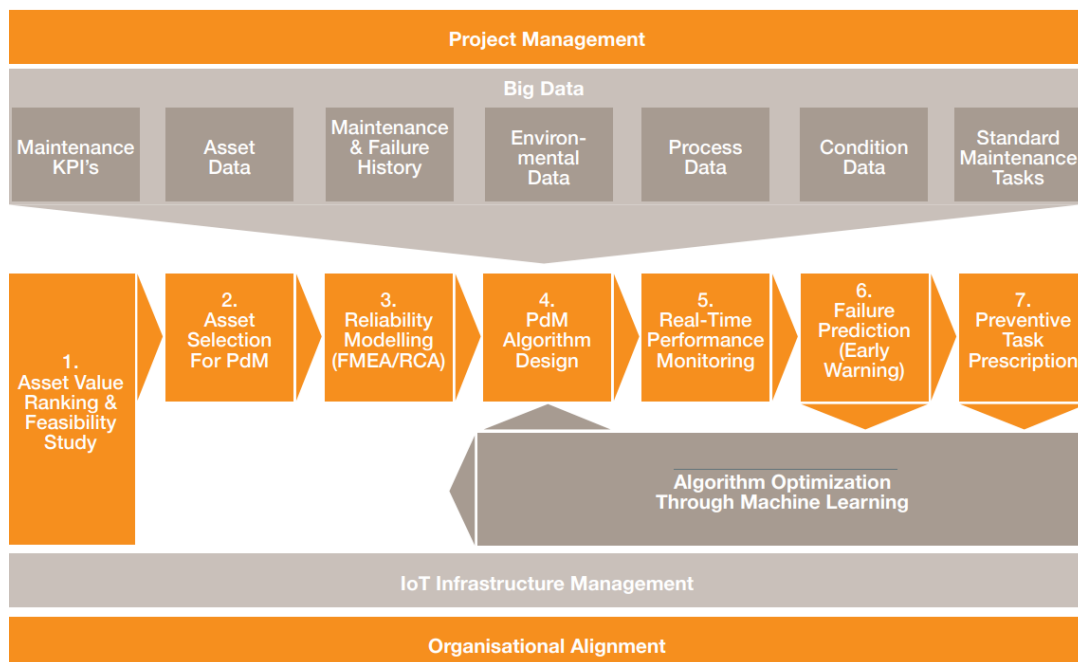 Project Management
Big Data
Maintenance
KPI's
Asset
Data
Maintenance
& Failure
History
Environ-
mental
Data
Process
Data
Condition
Data
Standard
Maintenance
Tasks
1.
Asset Value
Ranking &
Feasibility
Study
2.
Asset
Selection
For PdM
3.
Reliability
Modelling
(FMEA/RCA)
4.
PdM
Algorithm
Design
5.
Real-Time
Performance
Monitoring
6.
Failure
Prediction
(Early
Warning)
7.
Preventive
Task
Prescription
Algorithm Optimization
Through Machine Learning
IoT Infrastructure Management
Organisational Alignment